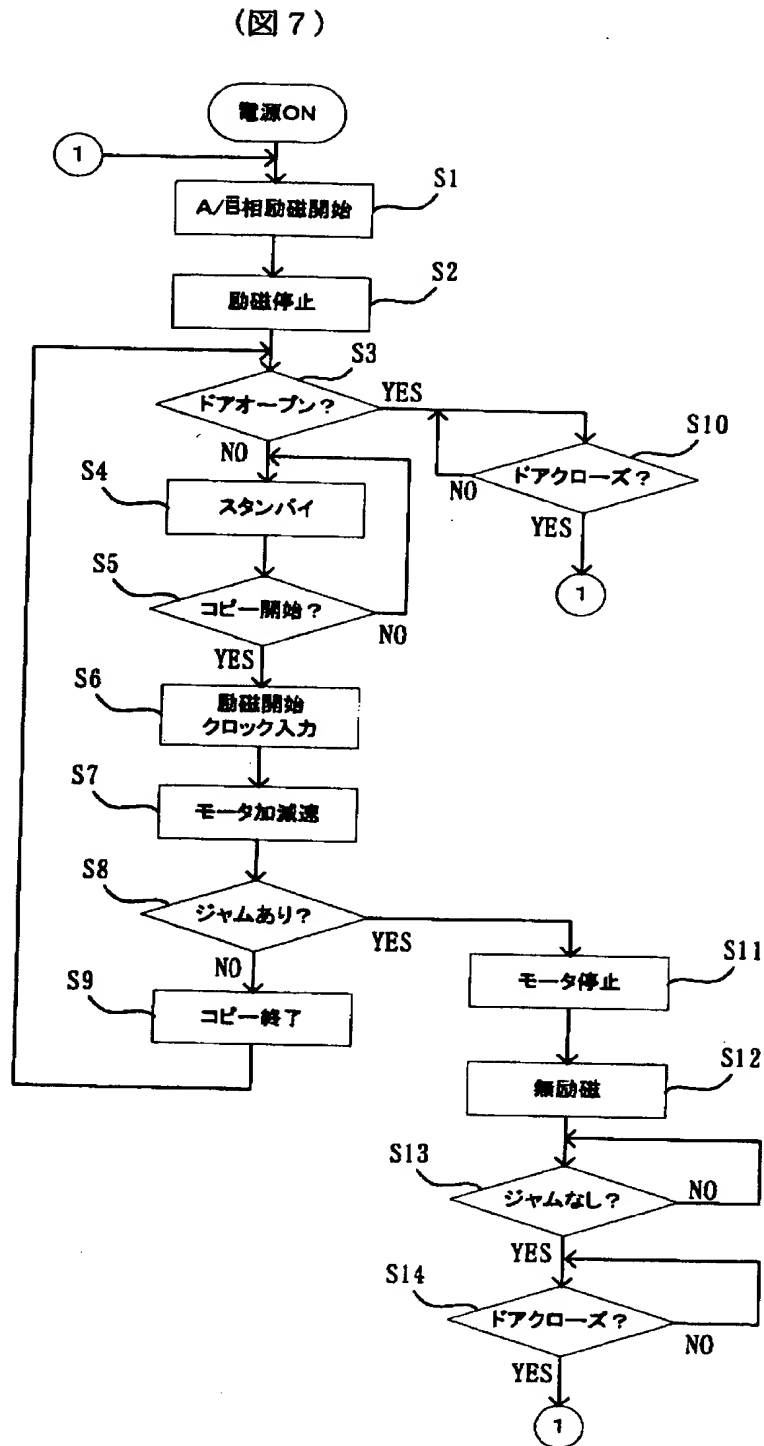 (図7)
電源ON
1
S1
A/B̅相励磁開始
S2
励磁停止
S3
ドアオープン?
YES
NO
S10
ドアクローズ?
NO
YES
1
S4
スタンバイ
S5
コピー開始?
NO
YES
S6
励磁開始
クロック入力
S7
モータ加減速
S8
ジャムあり?
YES
NO
S9
コピー終了
S11
モータ停止
S12
無励磁
S13
ジャムなし?
NO
YES
S14
ドアクローズ?
NO
YES
1